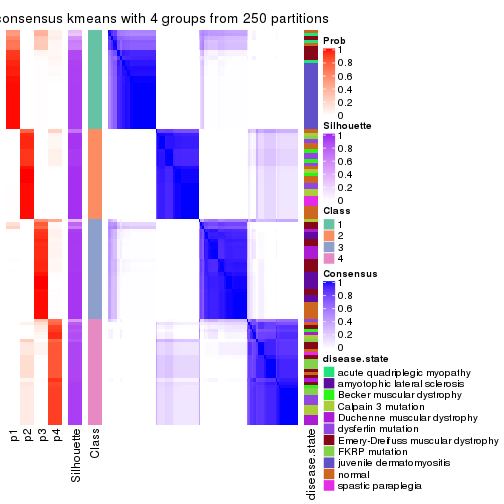 consensus kmeans with 4 groups from 250 partitions
Prob
1
0.8
0.6
0.4
0.2
0
Silhouette
1
0.8
0.6
0.4
0.2
0
Class
1
2
3
4
Consensus
1
0.8
0.6
0.4
0.2
0
disease.state
acute quadriplegic myopathy
amyotophic lateral sclerosis
Becker muscular dystrophy
Calpain 3 mutation
Duchenne muscular dystrophy
dysferlin mutation
Emery-Dreifuss muscular dystrophy
FKRP mutation
juvenile dermatomyositis
normal
spastic paraplegia
p1
p2
p3
p4
Silhouette
Class
disease.state